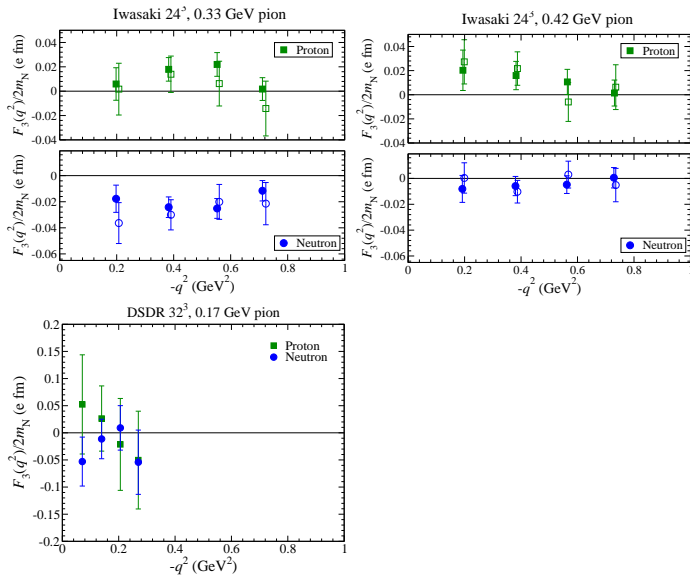 Iwasaki 24³, 0.33 GeV pion
F₃(q²)/2m_N (e fm)
0.04
0.02
0
-0.02
-0.04
Proton
0
-0.02
-0.04
-0.06
F₃(q²)/2m_N (e fm)
Neutron
0 0.2 0.4 0.6 0.8 1
-q² (GeV²)
Iwasaki 24³, 0.42 GeV pion
F₃(q²)/2m_N (e fm)
0.04
0.02
0
-0.02
-0.04
Proton
0
-0.02
-0.04
-0.06
F₃(q²)/2m_N (e fm)
Neutron
0 0.2 0.4 0.6 0.8 1
-q² (GeV²)
DSDR 32³, 0.17 GeV pion
F₃(q²)/2m_N (e fm)
0.2
0.15
0.1
0.05
0
-0.05
-0.1
-0.15
-0.2
Proton
Neutron
0 0.2 0.4 0.6 0.8 1
-q² (GeV²)